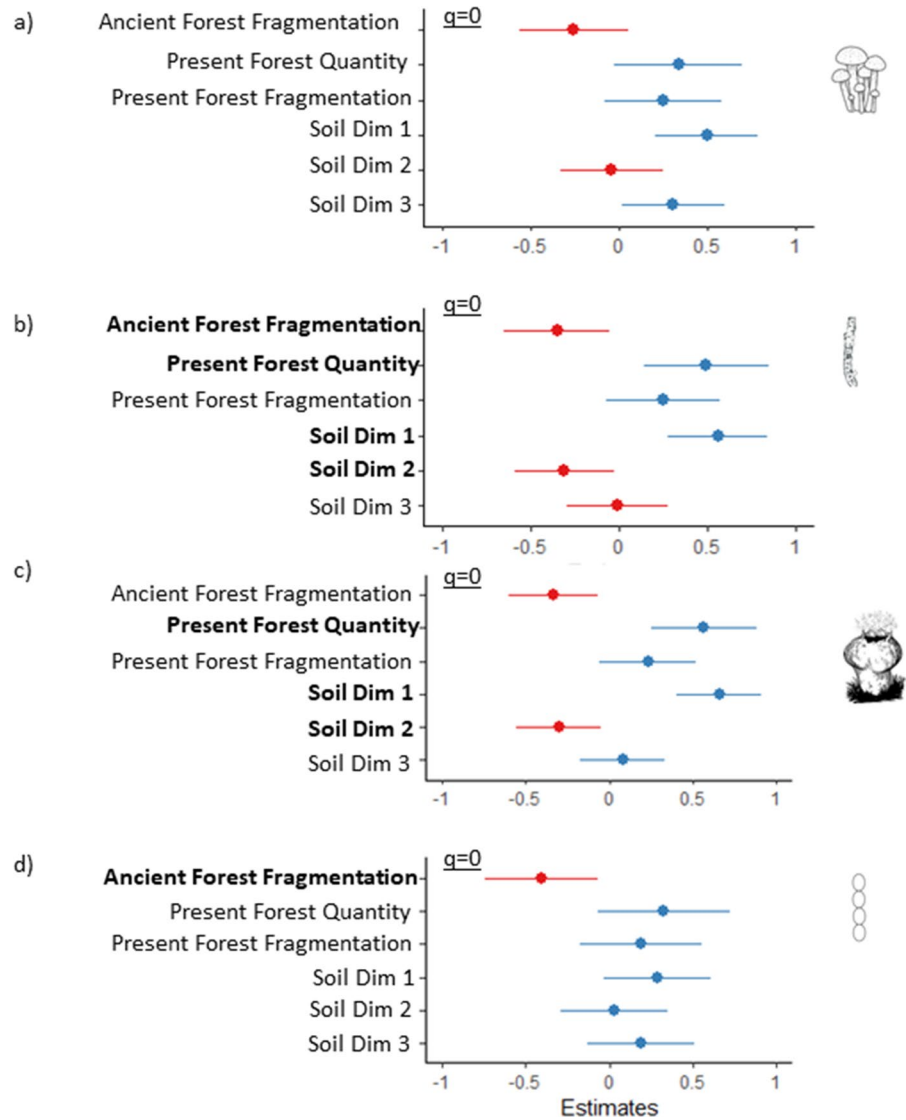 a)
Ancient Forest Fragmentation
q=0
Present Forest Quantity
Present Forest Fragmentation
Soil Dim 1
Soil Dim 2
Soil Dim 3
-1 -0.5 0 0.5 1
b)
q=0
Ancient Forest Fragmentation
Present Forest Quantity
Present Forest Fragmentation
Soil Dim 1
Soil Dim 2
Soil Dim 3
-1 -0.5 0 0.5 1
c)
q=0
Ancient Forest Fragmentation
Present Forest Quantity
Present Forest Fragmentation
Soil Dim 1
Soil Dim 2
Soil Dim 3
-1 -0.5 0 0.5 1
d)
q=0
Ancient Forest Fragmentation
Present Forest Quantity
Present Forest Fragmentation
Soil Dim 1
Soil Dim 2
Soil Dim 3
-1 -0.5 0 0.5 1
Estimates